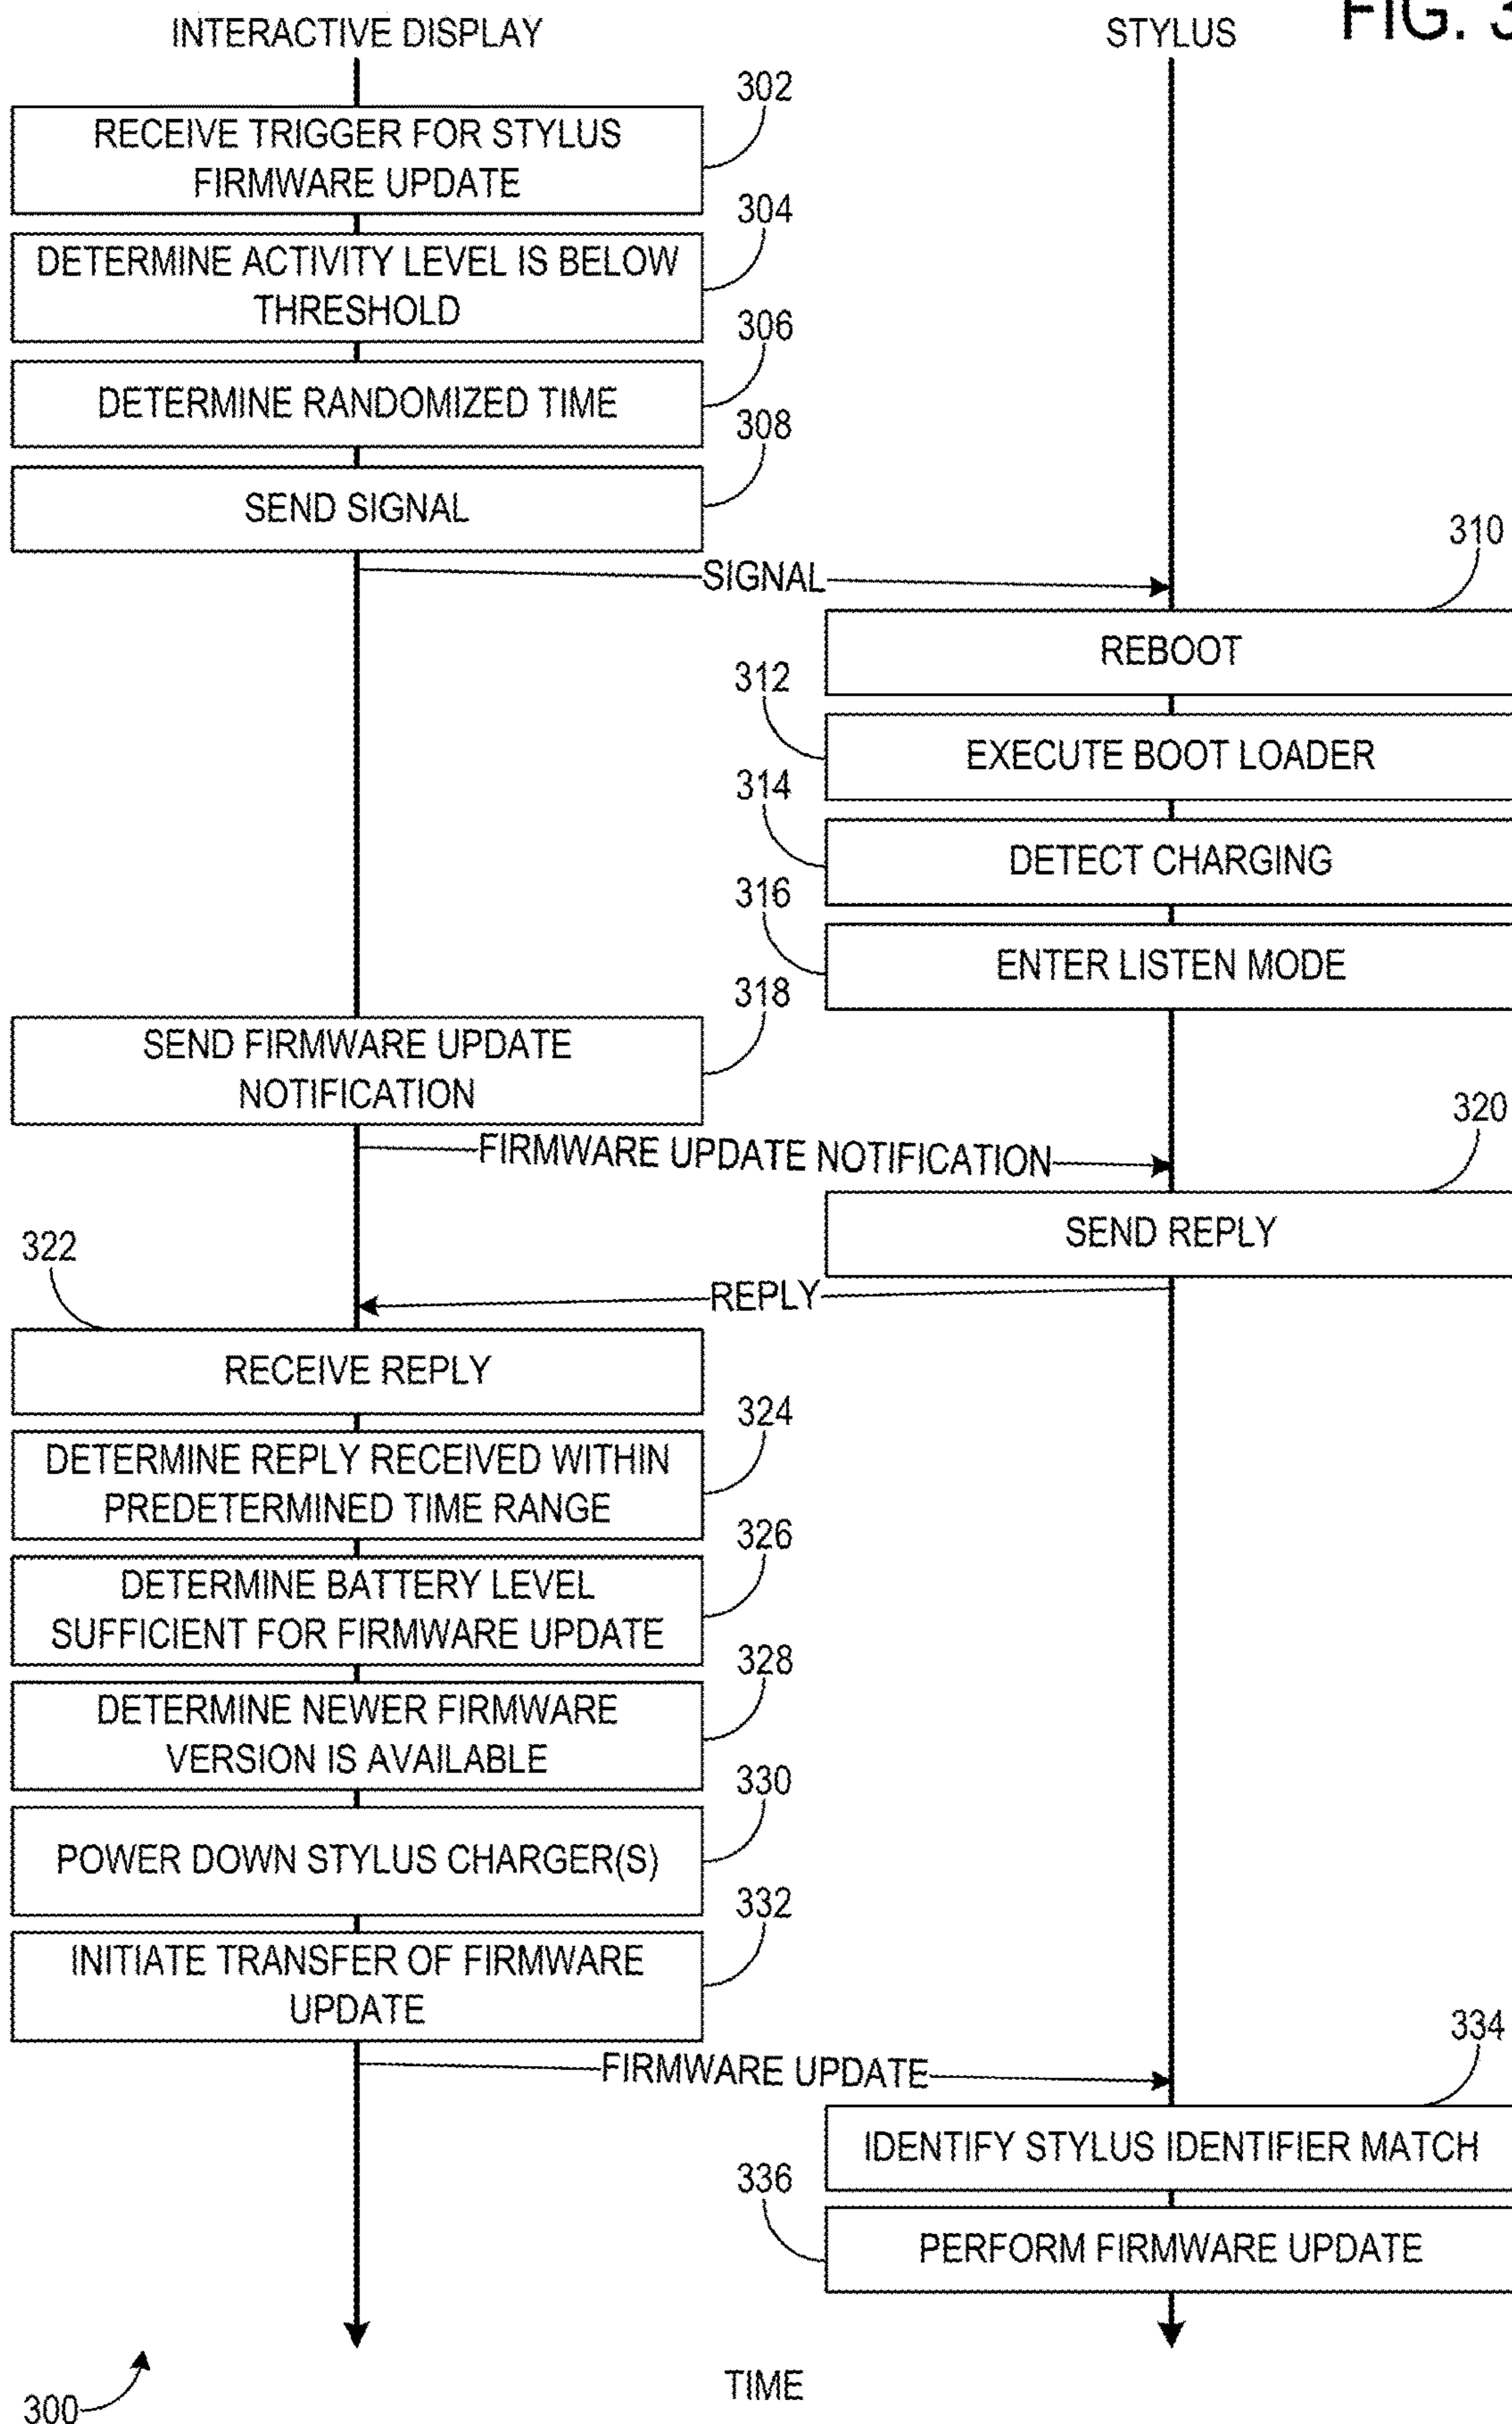 INTERACTIVE DISPLAY
STYLUS
FIG. 3
302
RECEIVE TRIGGER FOR STYLUS
FIRMWARE UPDATE
304
DETERMINE ACTIVITY LEVEL IS BELOW
THRESHOLD
306
DETERMINE RANDOMIZED TIME
308
SEND SIGNAL
SIGNAL
310
REBOOT
312
EXECUTE BOOT LOADER
314
DETECT CHARGING
316
ENTER LISTEN MODE
318
SEND FIRMWARE UPDATE
NOTIFICATION
FIRMWARE UPDATE NOTIFICATION
320
SEND REPLY
REPLY
322
RECEIVE REPLY
324
DETERMINE REPLY RECEIVED WITHIN
PREDETERMINED TIME RANGE
326
DETERMINE BATTERY LEVEL
SUFFICIENT FOR FIRMWARE UPDATE
328
DETERMINE NEWER FIRMWARE
VERSION IS AVAILABLE
330
POWER DOWN STYLUS CHARGER(S)
332
INITIATE TRANSFER OF FIRMWARE
UPDATE
FIRMWARE UPDATE
334
IDENTIFY STYLUS IDENTIFIER MATCH
336
PERFORM FIRMWARE UPDATE
TIME
300